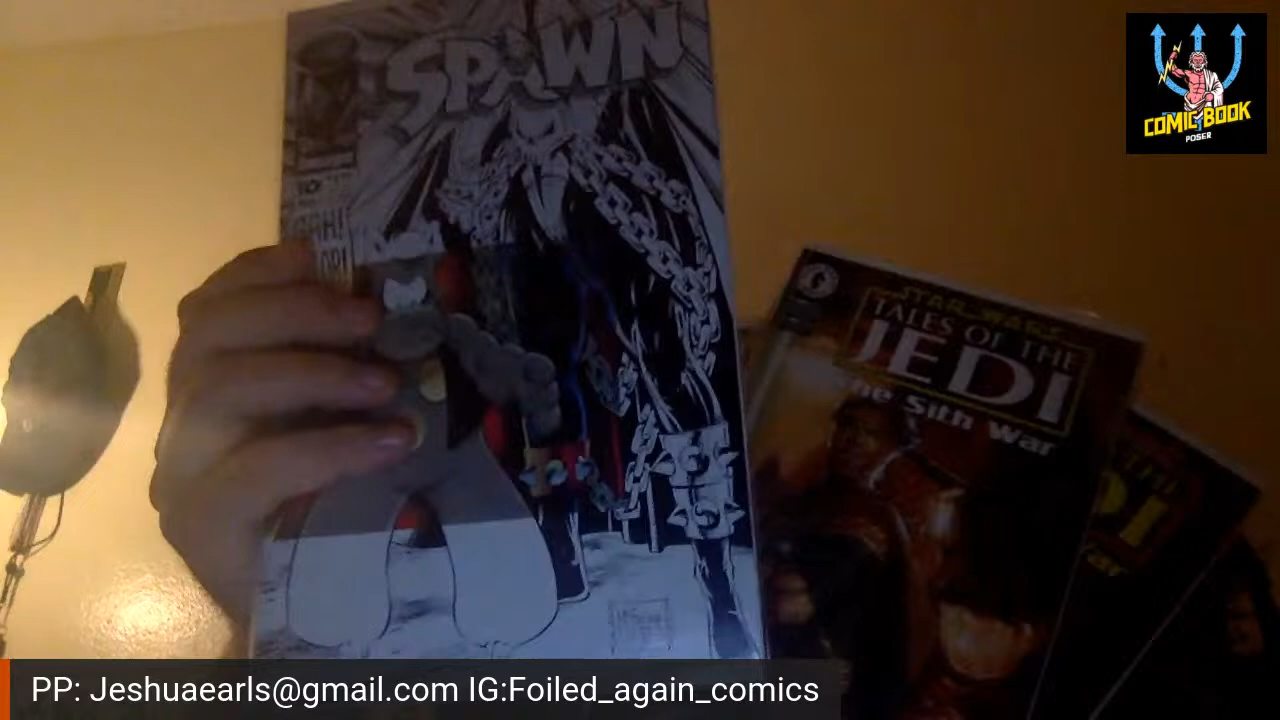 SPAWN
10
STAR WARS
TALES OF THE
JEDI
The Sith War
COMIC BOOK
POSER
PP: Jeshuaearls@gmail.com IG:Foiled_again_comics